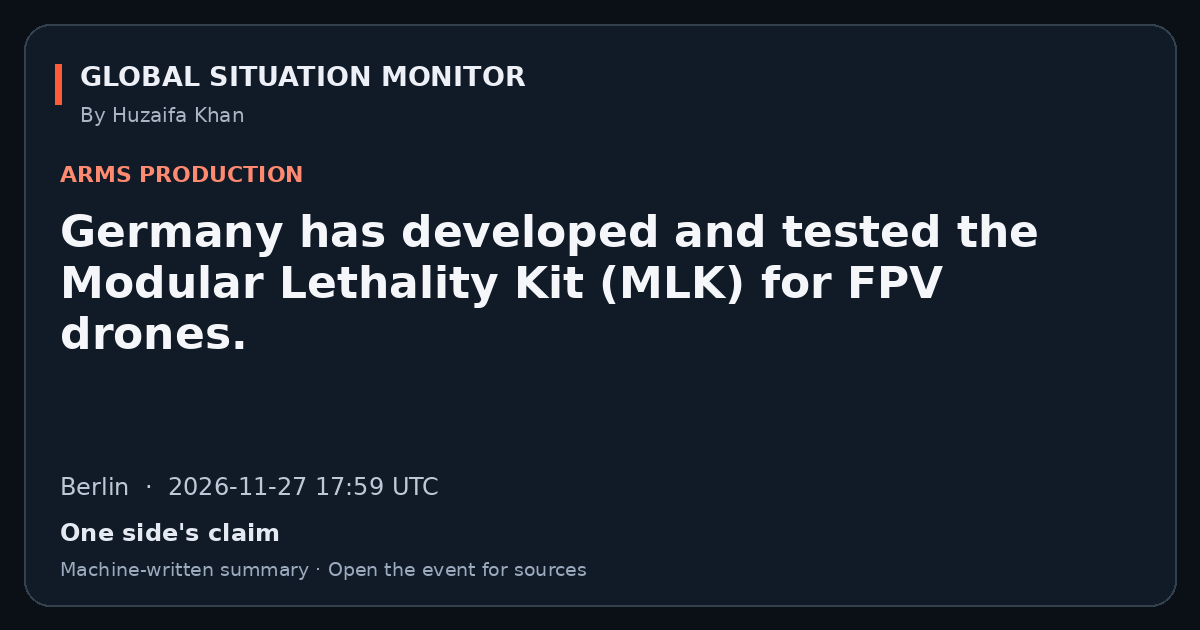 GLOBAL SITUATION MONITOR
By Huzaifa Khan
ARMS PRODUCTION
Germany has developed and tested the
Modular Lethality Kit (MLK) for FPV
drones.
Berlin · 2026-11-27 17:59 UTC
One side's claim
Machine-written summary · Open the event for sources